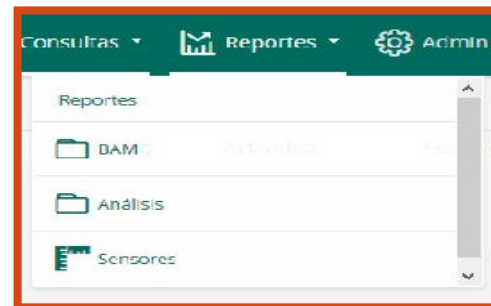 Consultas Reportes Admin
Reportes
BAM
Análisis
Sensores